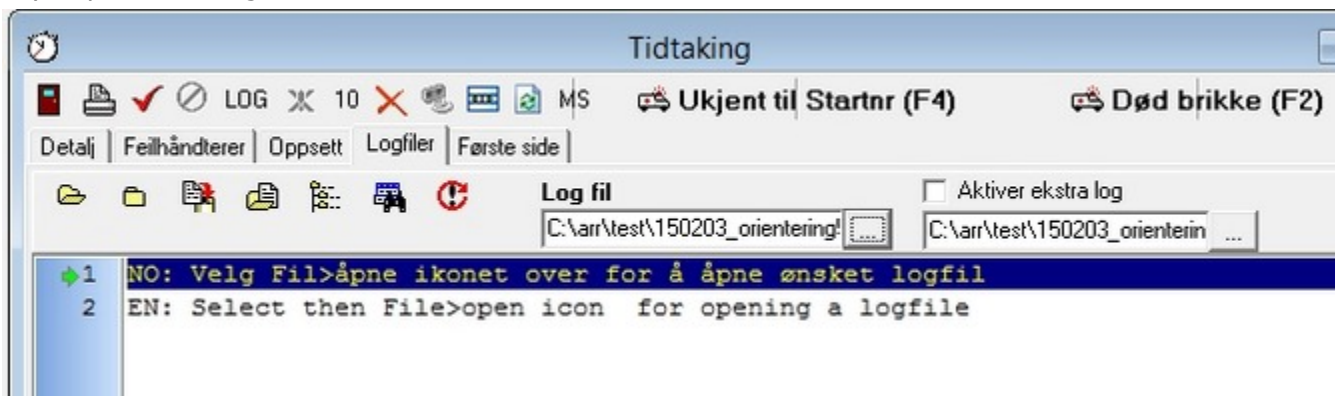 Tidtaking
LOG 10 MS Ukjent til Startnr (F4) Død brikke (F2)
Detalj Feilhåndterer Oppsett Logfiler Første side
Log fil Aktiver ekstra log
C:\arr\test\150203_orientering! ... C:\arr\test\150203_orienterin ...
1 NO: Velg Fil>åpne ikonet over for å åpne ønsket logfil
2 EN: Select then File>open icon for opening a logfile